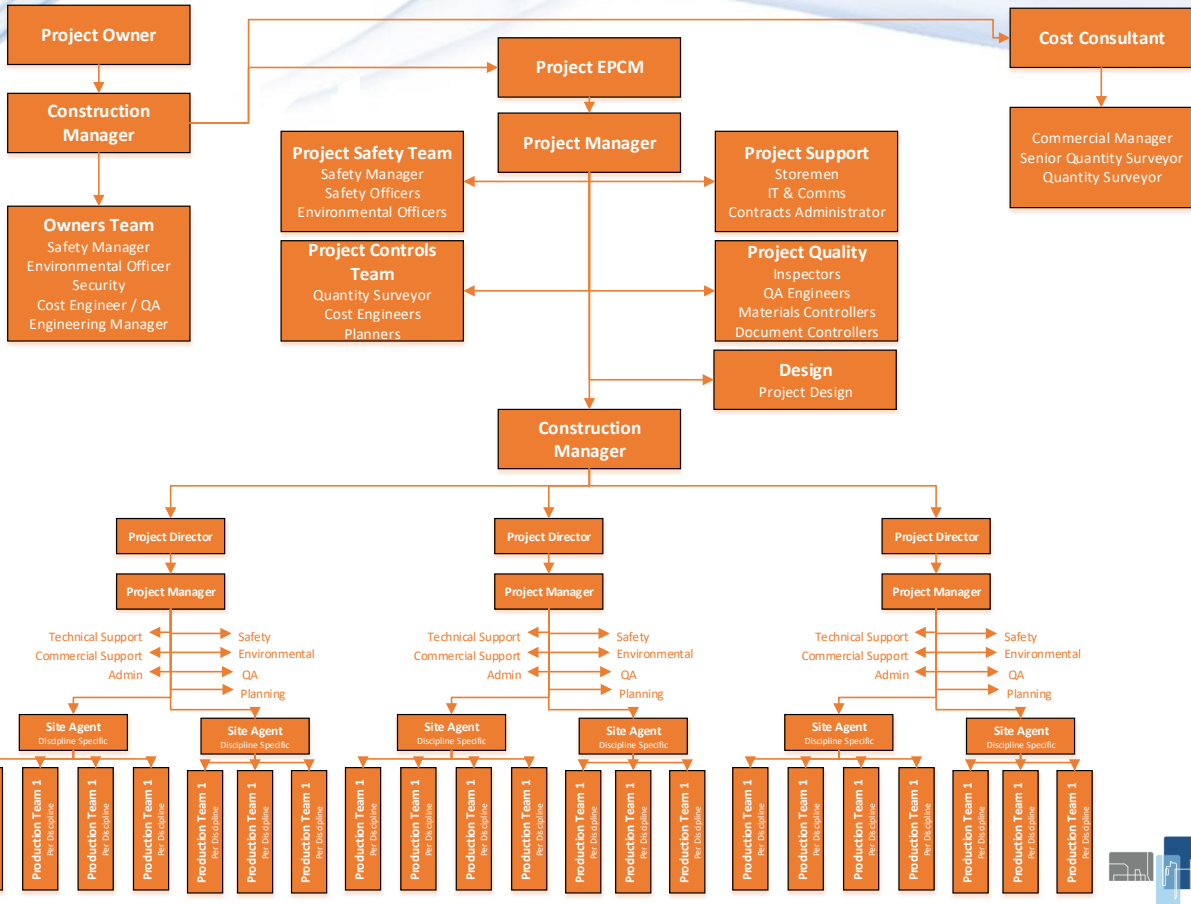 Project Owner
Cost Consultant
Project EPCM
Construction
Manager
Project Manager
Commercial Manager
Senior Quantity Surveyor
Quantity Surveyor
Project Safety Team
Safety Manager
Safety Officers
Environmental Officers
Project Support
Storemen
IT & Comms
Contracts Administrator
Owners Team
Safety Manager
Environmental Officer
Security
Cost Engineer / QA
Engineering Manager
Project Controls
Team
Quantity Surveyor
Cost Engineers
Planners
Project Quality
Inspectors
QA Engineers
Materials Controllers
Document Controllers
Design
Project Design
Construction
Manager
Project Director
Project Director
Project Director
Project Manager
Project Manager
Project Manager
Technical Support
Safety
Commercial Support
Environmental
Admin
QA
Planning
Technical Support
Safety
Commercial Support
Environmental
Admin
QA
Planning
Technical Support
Safety
Commercial Support
Environmental
Admin
QA
Planning
Site Agent
Discipline Specific
Site Agent
Discipline Specific
Site Agent
Discipline Specific
Site Agent
Discipline Specific
Site Agent
Discipline Specific
Site Agent
Discipline Specific
Production Team 1
Per Discipline
Production Team 1
Per Discipline
Production Team 1
Per Discipline
Production Team 1
Per Discipline
Production Team 1
Per Discipline
Production Team 1
Per Discipline
Production Team 1
Per Discipline
Production Team 1
Per Discipline
Production Team 1
Per Discipline
Production Team 1
Per Discipline
Production Team 1
Per Discipline
Production Team 1
Per Discipline
Production Team 1
Per Discipline
Production Team 1
Per Discipline
Production Team 1
Per Discipline
Production Team 1
Per Discipline
Production Team 1
Per Discipline
Production Team 1
Per Discipline
Production Team 1
Per Discipline
Production Team 1
Per Discipline